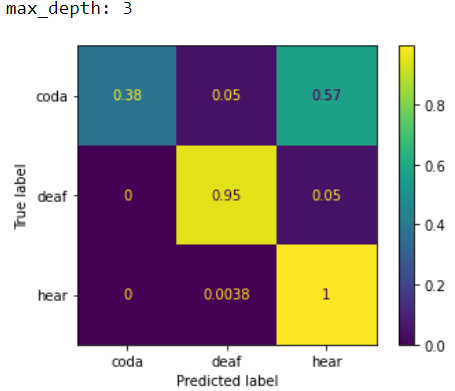 max_depth: 3
coda 0.38 0.05 0.57
deaf 0 0.95 0.05
hear 0 0.0038 1
coda deaf hear
True label
Predicted label
0.8
0.6
0.4
0.2
0.0